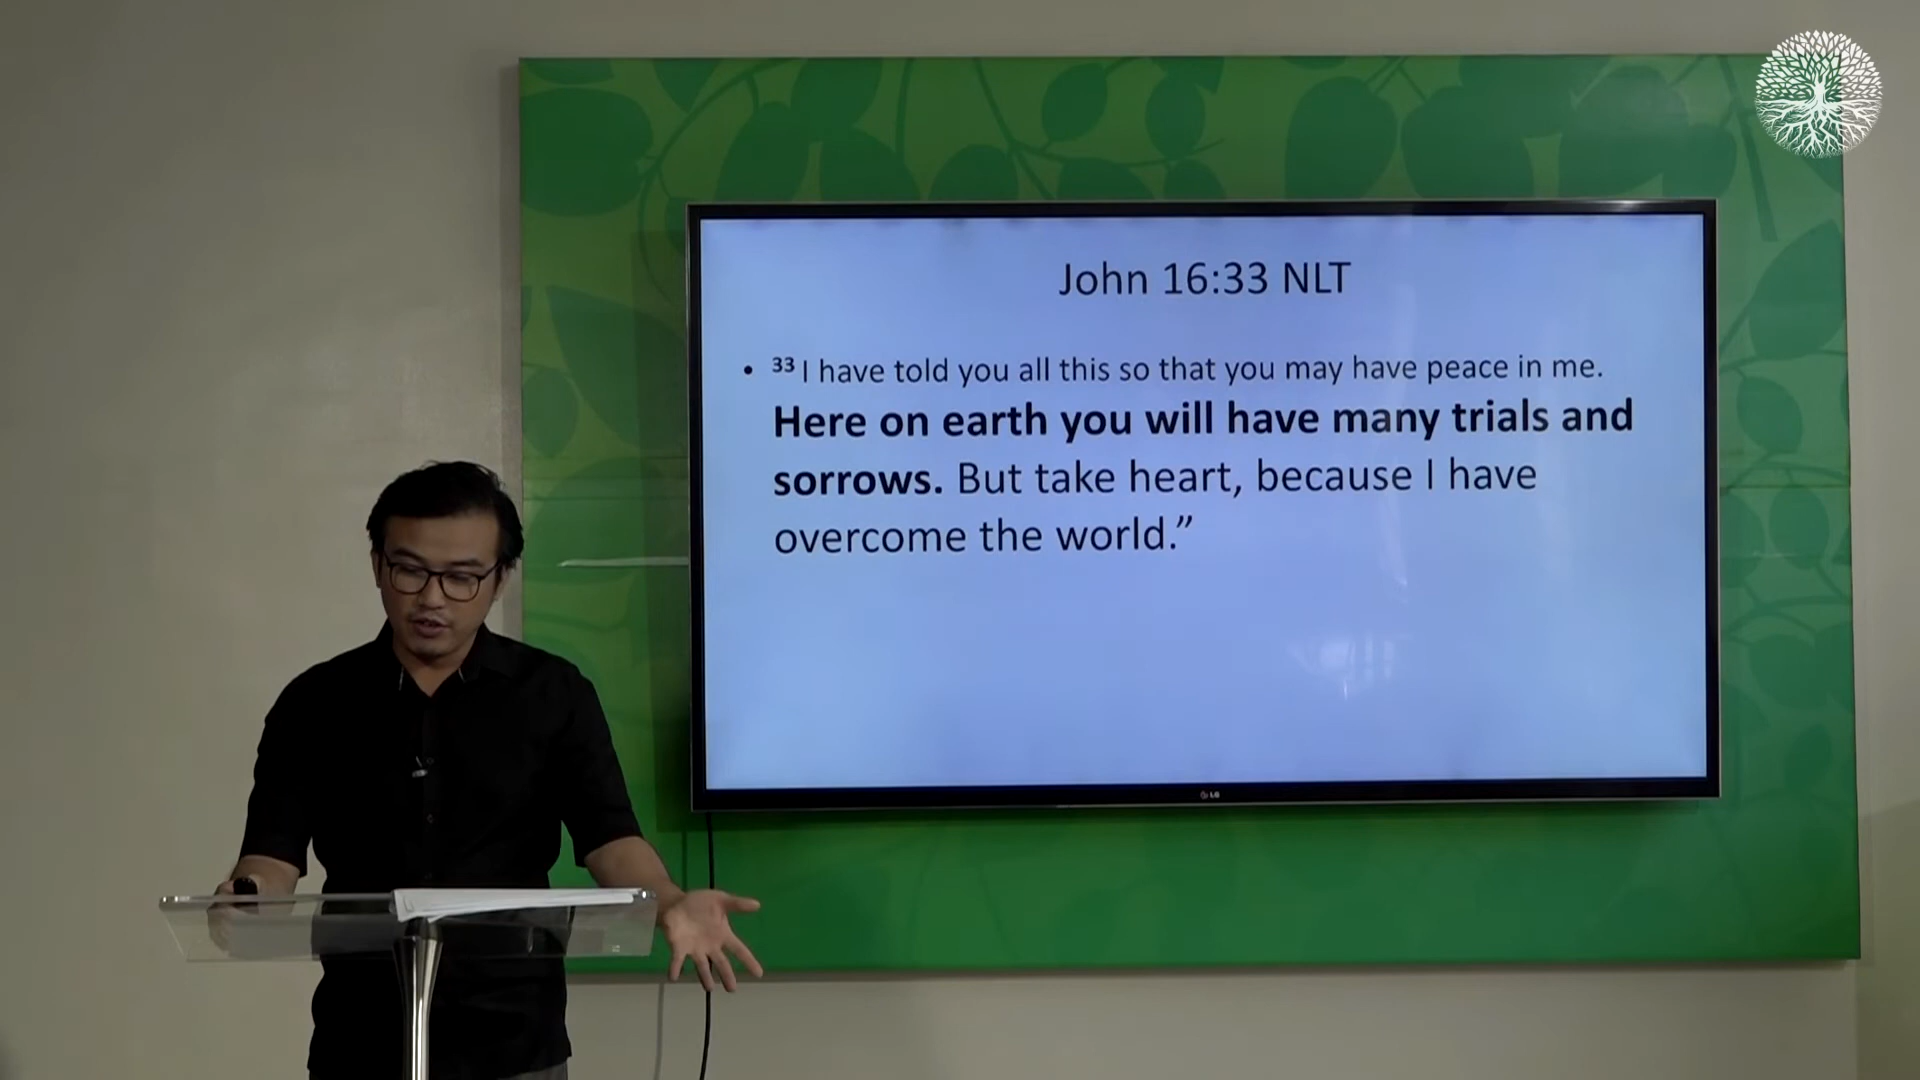 John 16:33 NLT
• ³³ I have told you all this so that you may have peace in me.
Here on earth you will have many trials and
sorrows. But take heart, because I have
overcome the world.”
LG